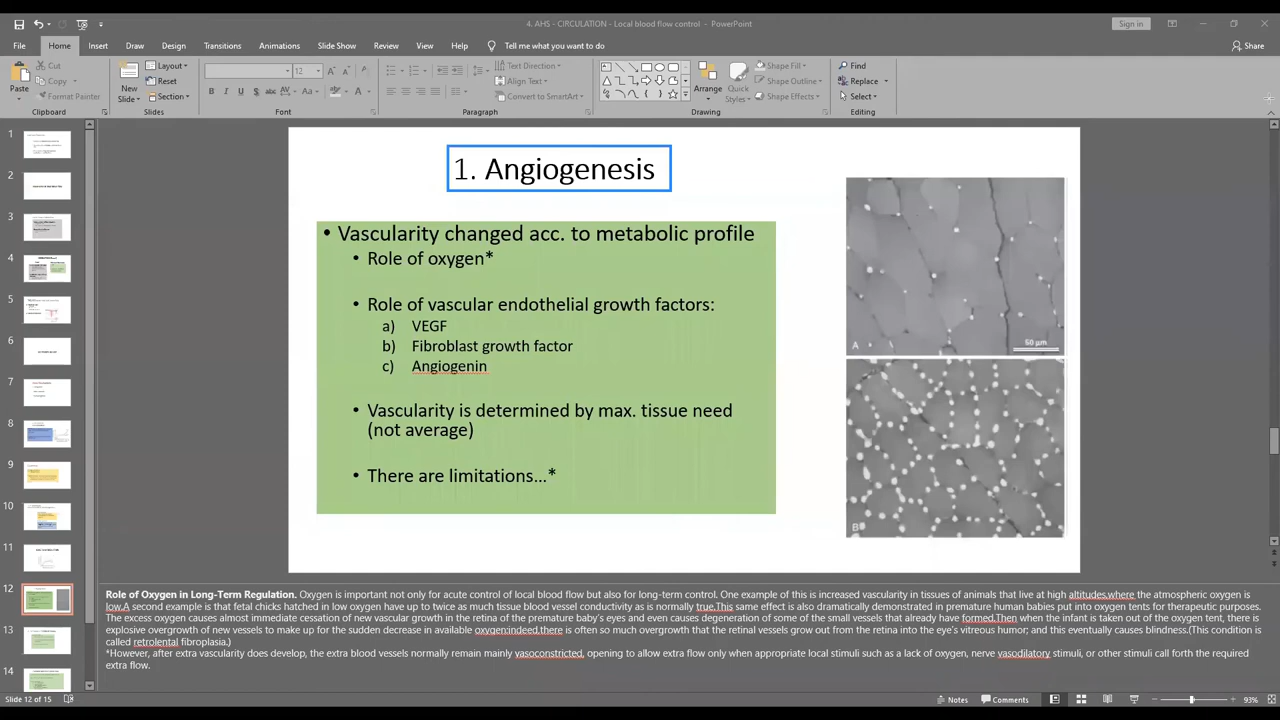 4. AHS - CIRCULATION - Local blood flow control - PowerPoint
Sign in
File Home Insert Draw Design Transitions Animations Slide Show Review View Help Tell me what you want to do Share
Paste
Cut
Copy
Format Painter
Clipboard
New Slide
Layout
Reset
Section
Slides
12
Font
Text Direction
Align Text
Convert to SmartArt
Paragraph
Arrange
Quick Styles
Shape Fill
Shape Outline
Shape Effects
Drawing
Find
Replace
Select
Editing
1
2
3
4
5
6
7
8
9
10
11
12
13
14
1. Angiogenesis
• Vascularity changed acc. to metabolic profile
• Role of oxygen*
• Role of vascular endothelial growth factors:
a) VEGF
b) Fibroblast growth factor
c) Angiogenin
• Vascularity is determined by max. tissue need
(not average)
• There are limitations...*
A
50 μm
B
Role of Oxygen in Long-Term Regulation. Oxygen is important not only for acute control of local blood flow but also for long-term control. One example of this is increased vascularity in tissues of animals that live at high altitudes,where the atmospheric oxygen is
low.A second example is that fetal chicks hatched in low oxygen have up to twice as much tissue blood vessel conductivity as is normally true.This same effect is also dramatically demonstrated in premature human babies put into oxygen tents for therapeutic purposes.
The excess oxygen causes almost immediate cessation of new vascular growth in the retina of the premature baby's eyes and even causes degeneration of some of the small vessels that already have formed.Then when the infant is taken out of the oxygen tent, there is
explosive overgrowth of new vessels to make up for the sudden decrease in available oxygen;indeed,there is often so much overgrowth that the retinal vessels grow out from the retina into the eye's vitreous humor; and this eventually causes blindness.(This condition is
called retrolental fibroplasia.)
*However, after extra vascularity does develop, the extra blood vessels normally remain mainly vasoconstricted, opening to allow extra flow only when appropriate local stimuli such as a lack of oxygen, nerve vasodilatory stimuli, or other stimuli call forth the required
extra flow.
Slide 12 of 15
Notes
Comments
93%